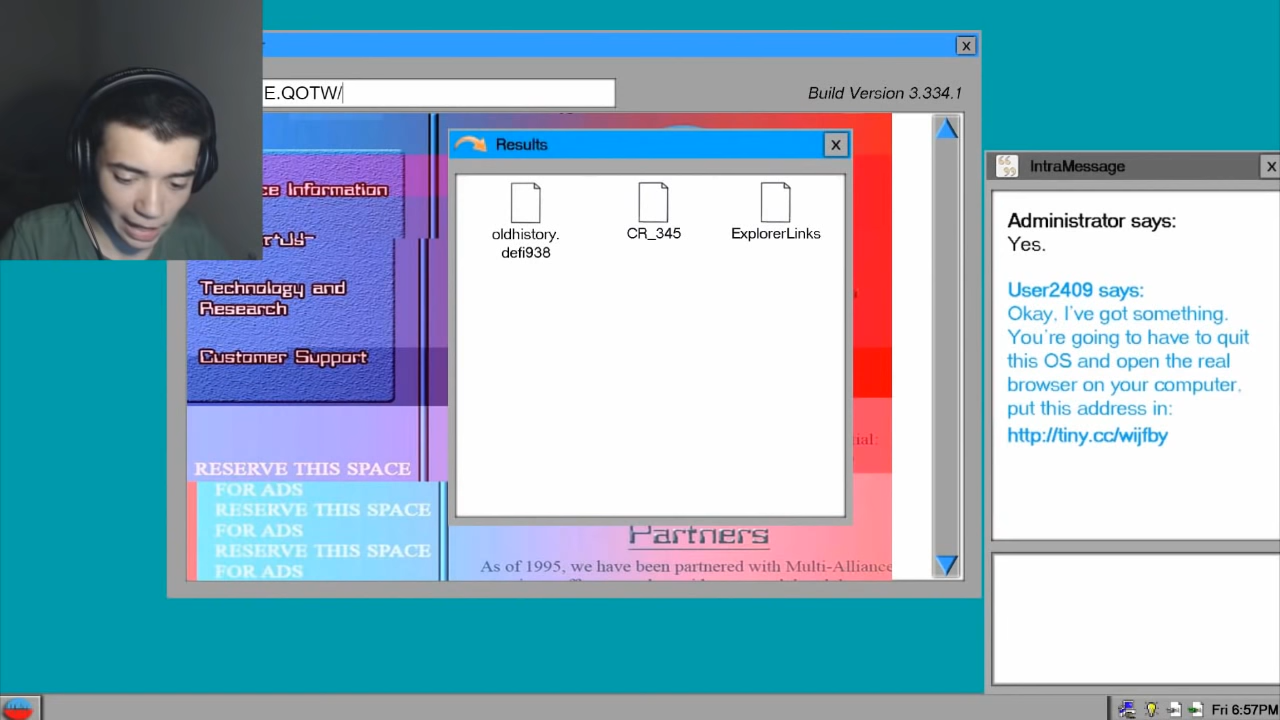 E.QOTW/
Build Version 3.334.1
Results
oldhistory.
defi938
CR_345
ExplorerLinks
ce Information
Technology and
Research
Customer Support
RESERVE THIS SPACE
FOR ADS
RESERVE THIS SPACE
FOR ADS
RESERVE THIS SPACE
FOR ADS
ial:
Partners
As of 1995, we have been partnered with Multi-Alliance
IntraMessage
Administrator says:
Yes.
User2409 says:
Okay, I've got something.
You're going to have to quit
this OS and open the real
browser on your computer.
put this address in:
http://tiny.cc/wijfby
Fri 6:57PM